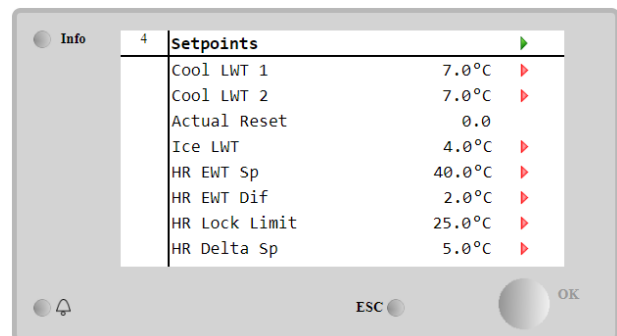 Info
4 Setpoints
Cool LWT 1 7.0°C
Cool LWT 2 7.0°C
Actual Reset 0.0
Ice LWT 4.0°C
HR EWT Sp 40.0°C
HR EWT Dif 2.0°C
HR Lock Limit 25.0°C
HR Delta Sp 5.0°C
ESC OK